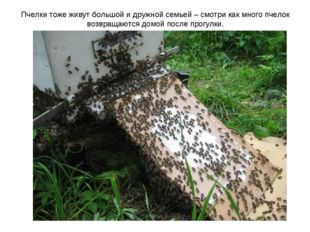 Пчелки тоже живут большой и дружной семьей – смотри как много пчелок
возвращаются домой после прогулки.